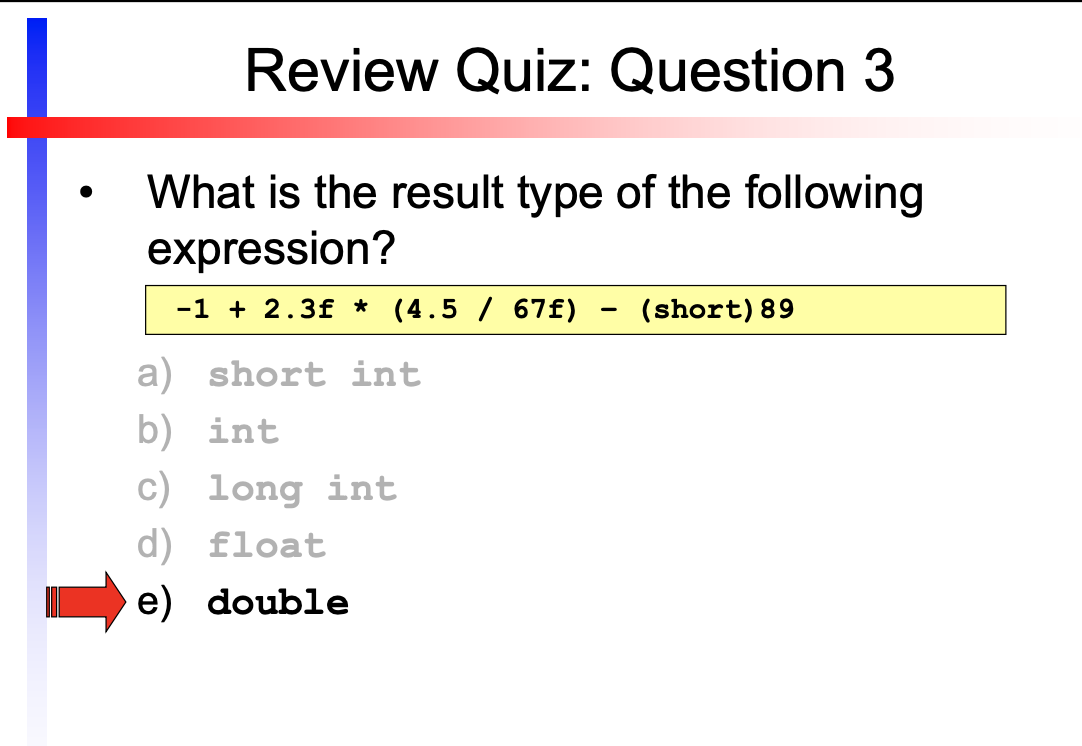 Review Quiz: Question 3
• What is the result type of the following
expression?
-1 + 2.3f * (4.5 / 67f) – (short)89
a) short int
b) int
c) long int
d) float
e) double